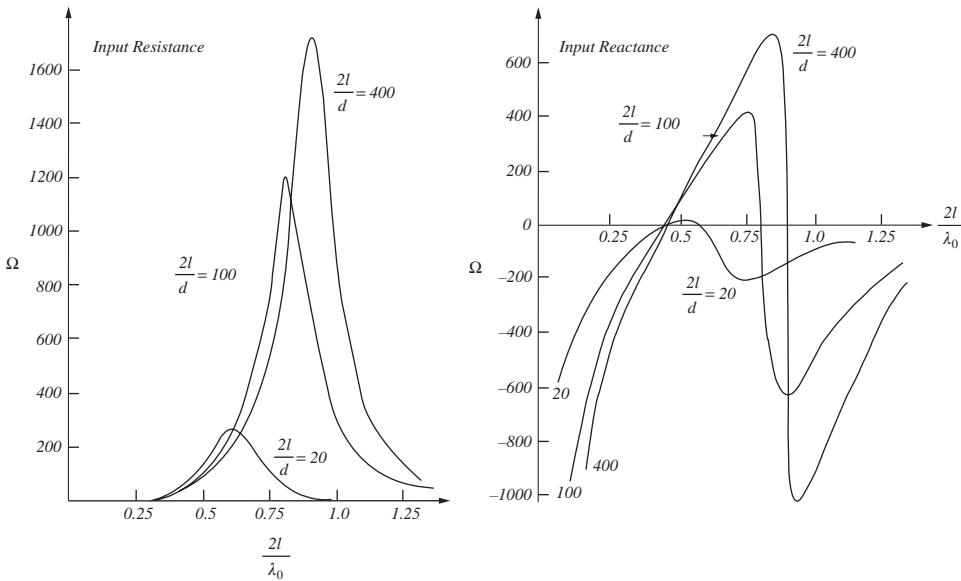 Input Resistance
1600
1400
1200
1000
800
600
400
200
Ω
2l/d = 400
2l/d = 100
2l/d = 20
0.25 0.5 0.75 1.0 1.25
2l/λ₀
Input Reactance
600
400
200
0
–200
–400
–600
–800
–1000
Ω
2l/d = 400
2l/d = 100
2l/d = 20
0.25 0.5 0.75 1.0 1.25
2l/λ₀
20
400
100